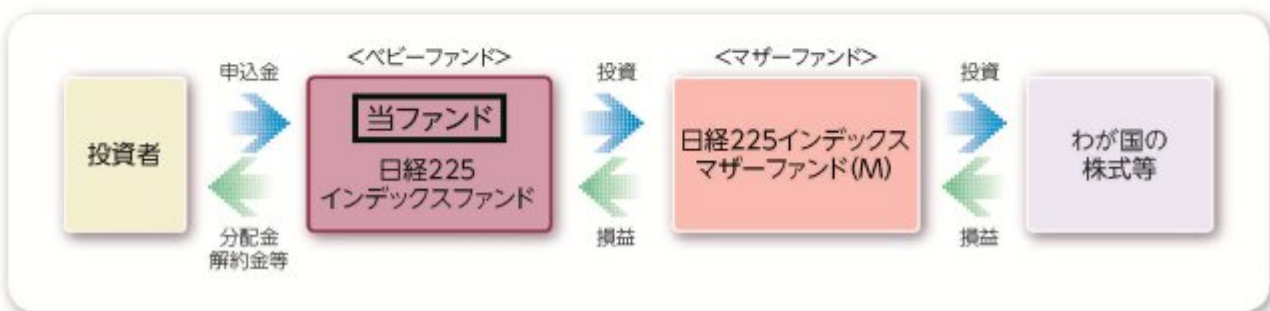 <ベビーファンド>
<マザーファンド>
申込金
投資
投資
投資者
当ファンド
日経225
インデックスファンド
日経225インデックス
マザーファンド(M)
わが国の
株式等
分配金
解約金等
損益
損益